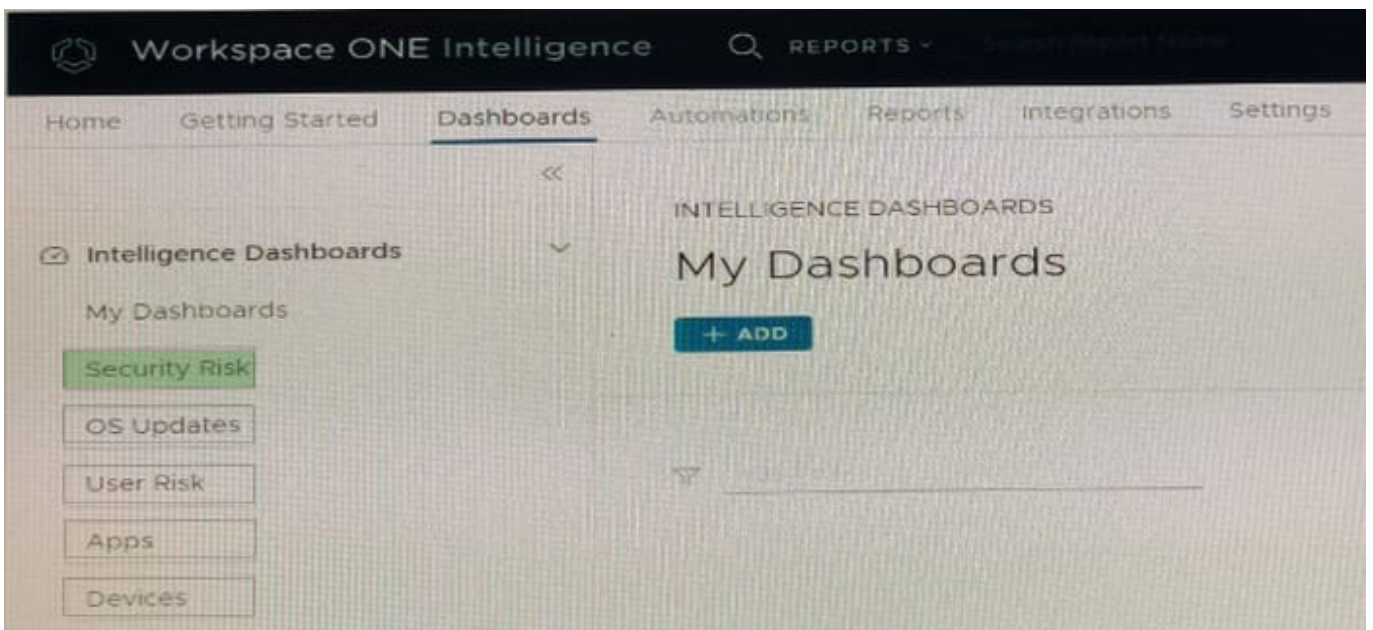 Workspace ONE Intelligence REPORTS
Home Getting Started Dashboards Automations Reports Integrations Settings
Intelligence Dashboards
My Dashboards
Security Risk
OS Updates
User Risk
Apps
Devices
INTELLIGENCE DASHBOARDS
My Dashboards
+ ADD